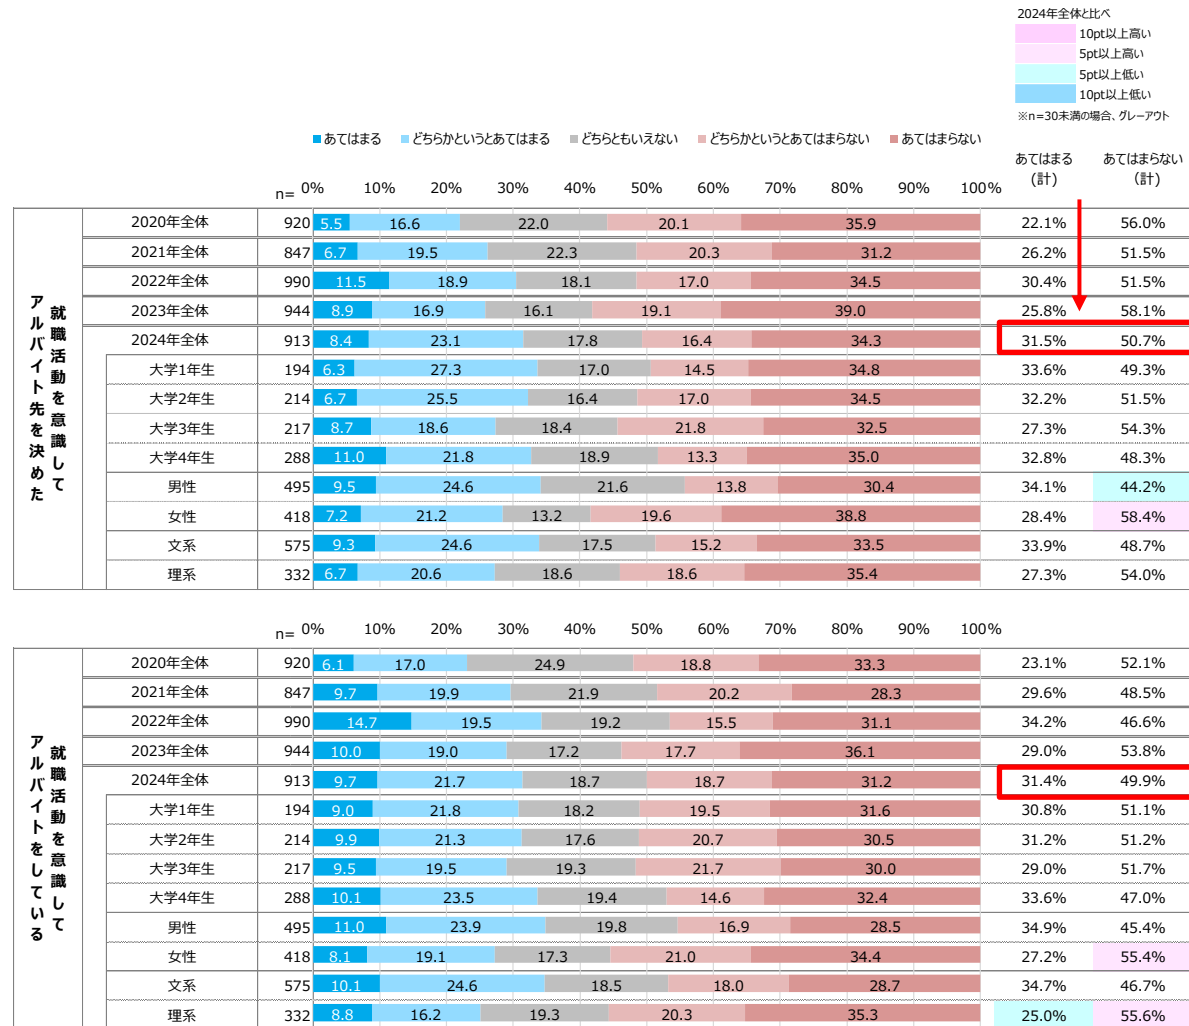 2024年全体と比べ
10pt以上高い
5pt以上高い
5pt以上低い
10pt以上低い
※n=30未満の場合、グレーアウト
あてはまる どちらかというとあてはまる どちらともいえない どちらかというとあてはまらない あてはまらない
あてはまる（計） あてはまらない（計）
n= 0% 10% 20% 30% 40% 50% 60% 70% 80% 90% 100%
就職活動を意識して
アルバイト先を決めた
2020年全体 920 5.5 16.6 22.0 20.1 35.9 22.1% 56.0%
2021年全体 847 6.7 19.5 22.3 20.3 31.2 26.2% 51.5%
2022年全体 990 11.5 18.9 18.1 17.0 34.5 30.4% 51.5%
2023年全体 944 8.9 16.9 16.1 19.1 39.0 25.8% 58.1%
2024年全体 913 8.4 23.1 17.8 16.4 34.3 31.5% 50.7%
大学1年生 194 6.3 27.3 17.0 14.5 34.8 33.6% 49.3%
大学2年生 214 6.7 25.5 16.4 17.0 34.5 32.2% 51.5%
大学3年生 217 8.7 18.6 18.4 21.8 32.5 27.3% 54.3%
大学4年生 288 11.0 21.8 18.9 13.3 35.0 32.8% 48.3%
男性 495 9.5 24.6 21.6 13.8 30.4 34.1% 44.2%
女性 418 7.2 21.2 13.2 19.6 38.8 28.4% 58.4%
文系 575 9.3 24.6 17.5 15.2 33.5 33.9% 48.7%
理系 332 6.7 20.6 18.6 18.6 35.4 27.3% 54.0%
n= 0% 10% 20% 30% 40% 50% 60% 70% 80% 90% 100%
就職活動を意識して
アルバイトをしている
2020年全体 920 6.1 17.0 24.9 18.8 33.3 23.1% 52.1%
2021年全体 847 9.7 19.9 21.9 20.2 28.3 29.6% 48.5%
2022年全体 990 14.7 19.5 19.2 15.5 31.1 34.2% 46.6%
2023年全体 944 10.0 19.0 17.2 17.7 36.1 29.0% 53.8%
2024年全体 913 9.7 21.7 18.7 18.7 31.2 31.4% 49.9%
大学1年生 194 9.0 21.8 18.2 19.5 31.6 30.8% 51.1%
大学2年生 214 9.9 21.3 17.6 20.7 30.5 31.2% 51.2%
大学3年生 217 9.5 19.5 19.3 21.7 30.0 29.0% 51.7%
大学4年生 288 10.1 23.5 19.4 14.6 32.4 33.6% 47.0%
男性 495 11.0 23.9 19.8 16.9 28.5 34.9% 45.4%
女性 418 8.1 19.1 17.3 21.0 34.4 27.2% 55.4%
文系 575 10.1 24.6 18.5 18.0 28.7 34.7% 46.7%
理系 332 8.8 16.2 19.3 20.3 35.3 25.0% 55.6%